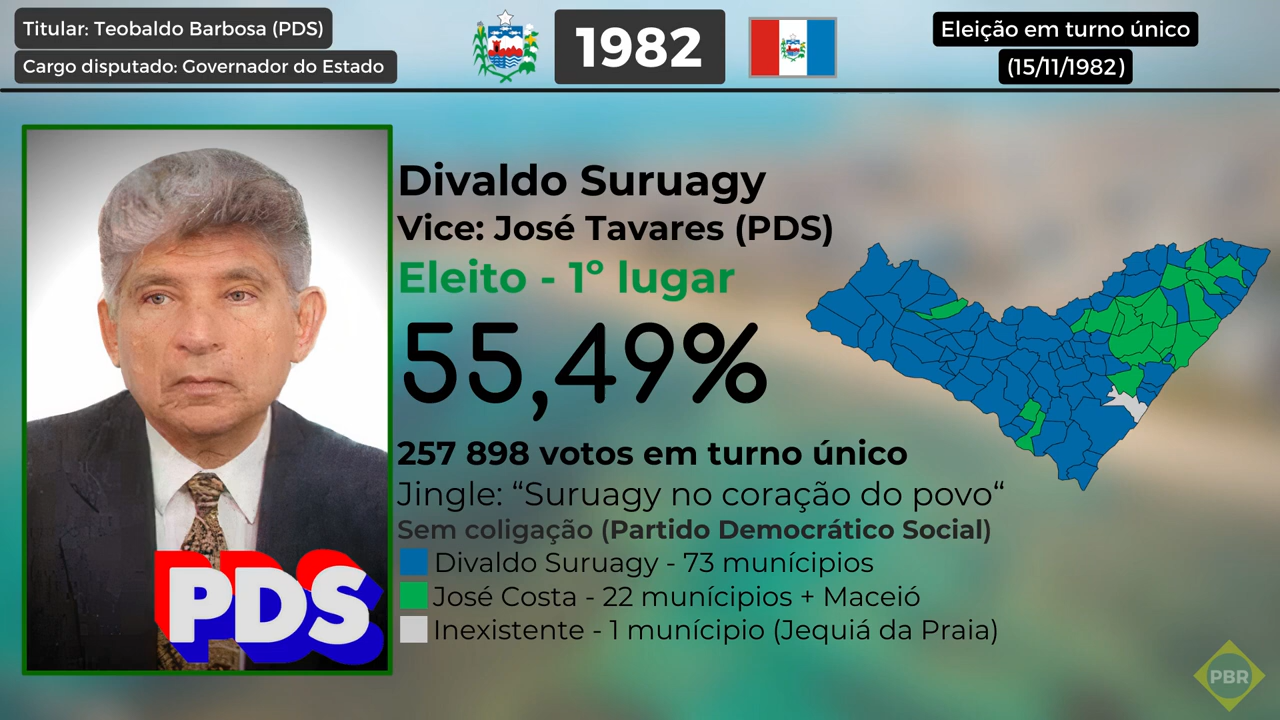 Titular: Teobaldo Barbosa (PDS)
Cargo disputado: Governador do Estado
1982
Eleição em turno único
(15/11/1982)
Divaldo Suruagy
Vice: José Tavares (PDS)
Eleito - 1º lugar
55,49%
257 898 votos em turno único
Jingle: “Suruagy no coração do povo“
Sem coligação (Partido Democrático Social)
Divaldo Suruagy - 73 munícipios
José Costa - 22 munícipios + Maceió
Inexistente - 1 munícipio (Jequiá da Praia)
PDS
PBR